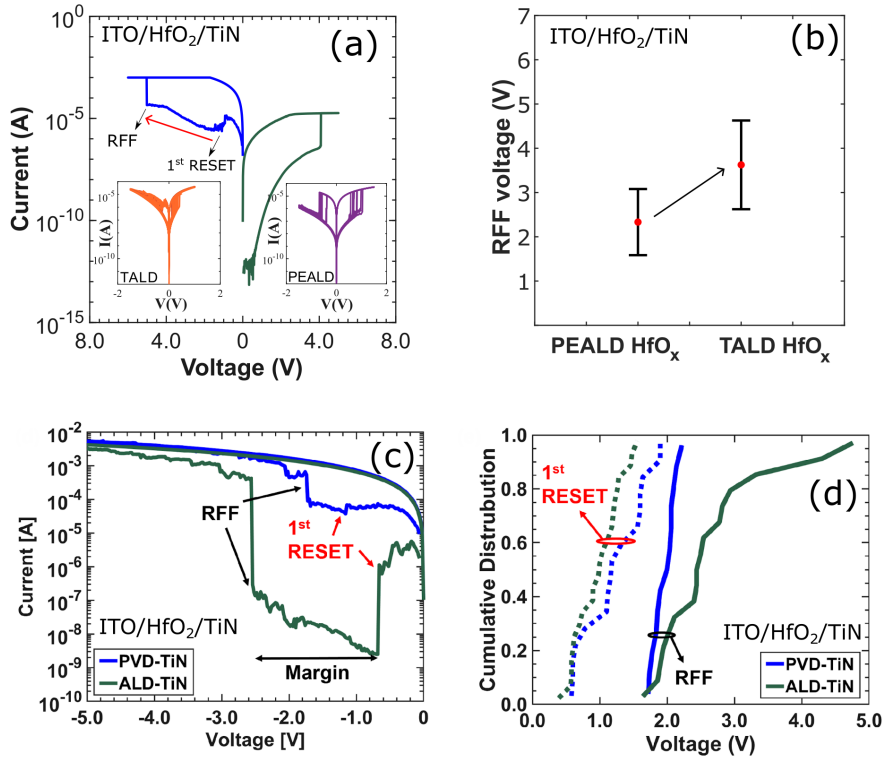 ITO/HfO₂/TiN
(a)
Current (A)
10⁰
10⁻⁵
10⁻¹⁰
10⁻¹⁵
RFF
1ˢᵗ RESET
I(A)
10⁻⁵
10⁻¹⁰
TALD
-2 0 2
V(V)
I(A)
10⁻⁵
10⁻¹⁰
PEALD
-2 0 2
V(V)
8.0 4.0 0 4.0 8.0
Voltage (V)
ITO/HfO₂/TiN
(b)
RFF voltage (V)
7
6
5
4
3
2
1
PEALD HfOₓ TALD HfOₓ
(c)
Current [A]
10⁻²
10⁻³
10⁻⁴
10⁻⁵
10⁻⁶
10⁻⁷
10⁻⁸
10⁻⁹
10⁻¹⁰
RFF
1ˢᵗ
RESET
ITO/HfO₂/TiN
Margin
PVD-TiN
ALD-TiN
-5.0 -4.0 -3.0 -2.0 -1.0 0
Voltage [V]
(d)
Cumulative Distrubution
1.0
0.8
0.6
0.4
0.2
0.0
1ˢᵗ
RESET
ITO/HfO₂/TiN
RFF
PVD-TiN
ALD-TiN
0.0 1.0 2.0 3.0 4.0 5.0
Voltage (V)